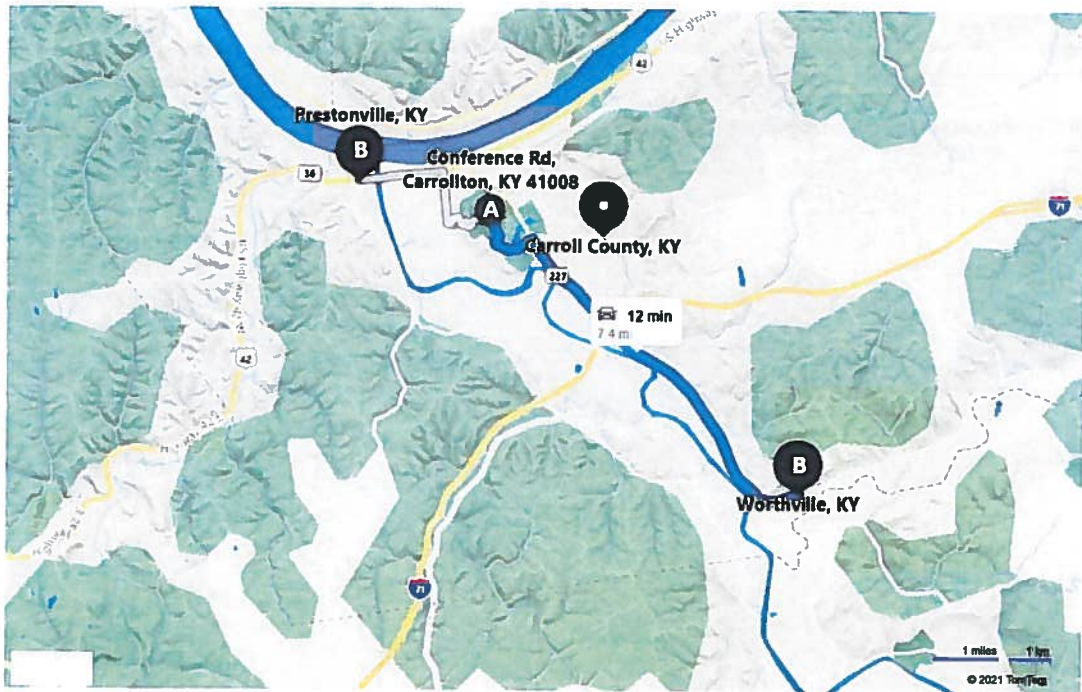 42
Prestonville, KY
B
36
Conference Rd,
Carrollton, KY 41008
A
Carroll County, KY
71
227
12 min
7.4 mi
42
B
Worthville, KY
71
1 miles 1 km
© 2021 TomTom